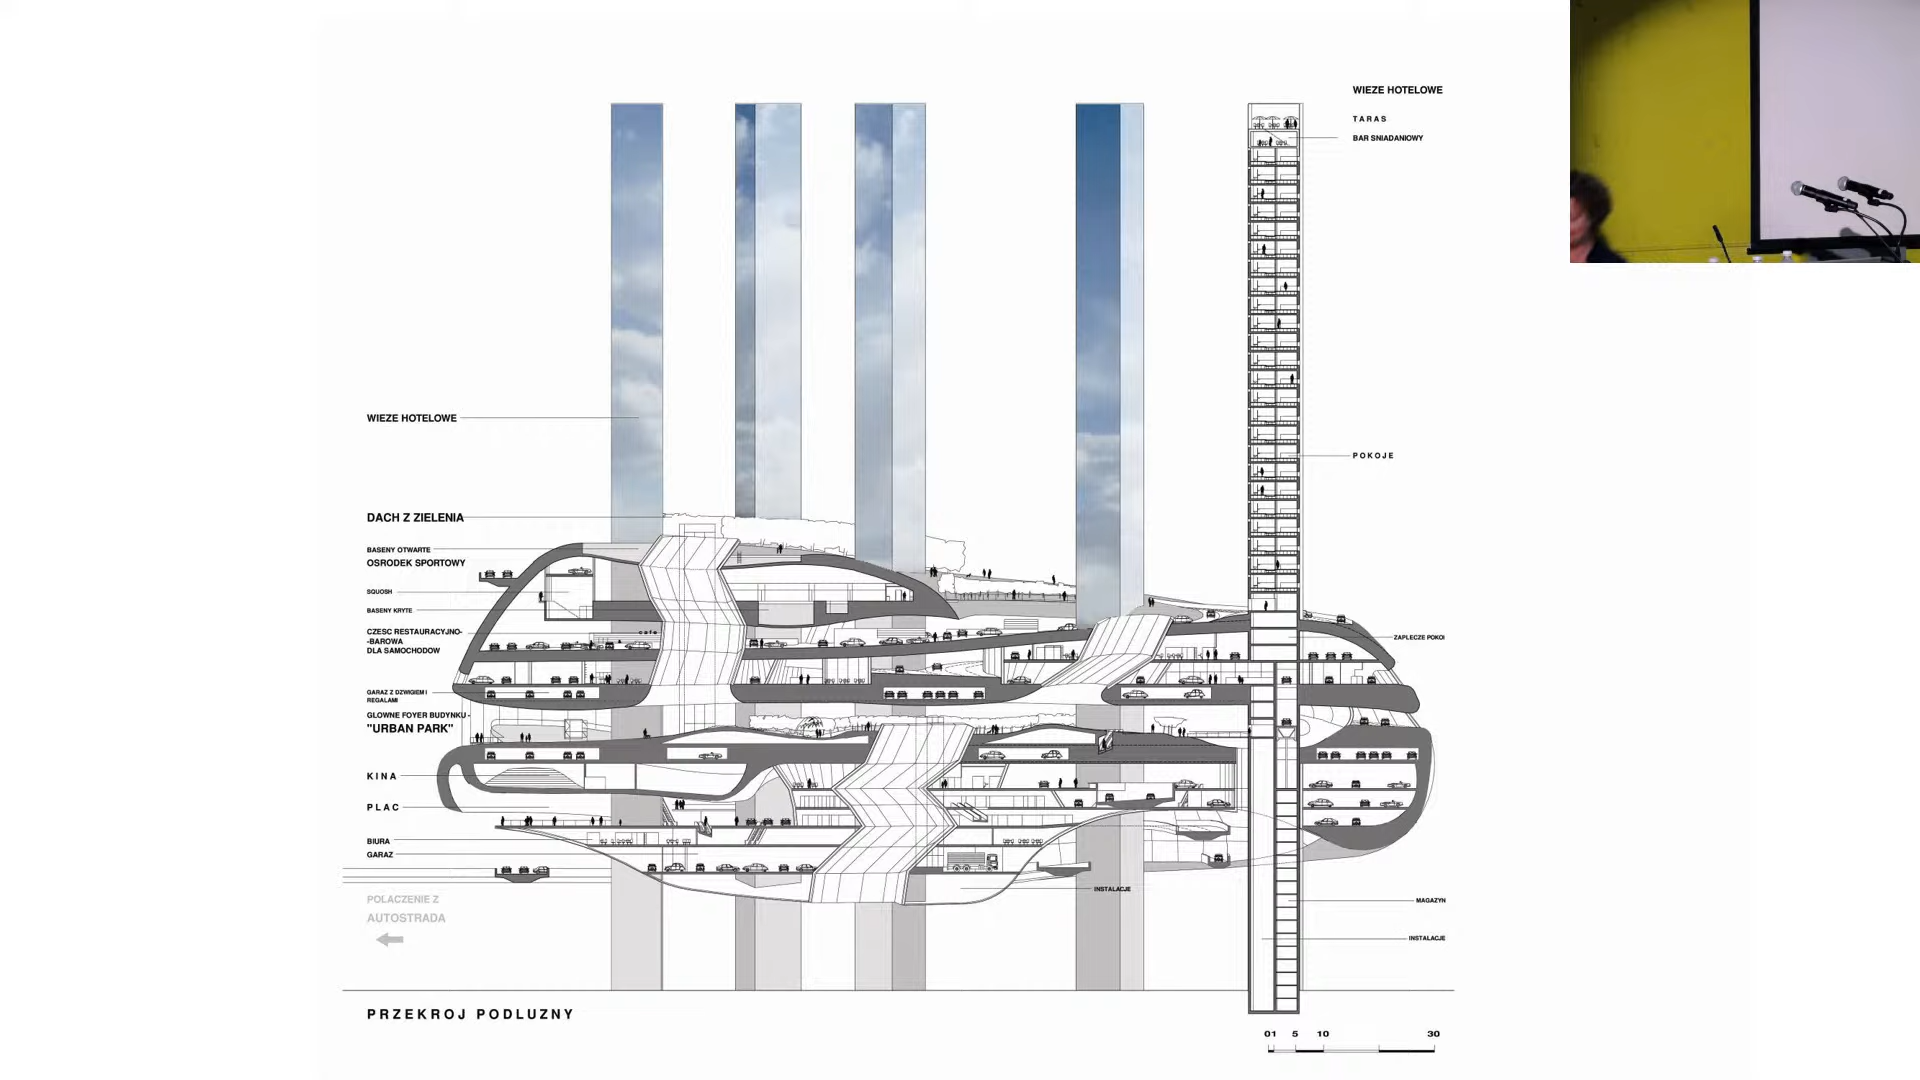 WIEZE HOTELOWE
TARAS
BAR SNIADANIOWY
WIEZE HOTELOWE
POKOJE
DACH Z ZIELENIA
BASENY OTWARTE
OSRODEK SPORTOWY
SQUOSH
BASENY KRYTE
CZESC RESTAURACYJNO-
-BAROWA
DLA SAMOCHODOW
cafe
ZAPLECZE POKOI
GARAZ Z DZWIGIEM I
REGALAMI
GLOWNE FOYER BUDYNKU -
"URBAN PARK"
KINA
PLAC
BIURA
GARAZ
INSTALACJE
POLACZENIE Z
AUTOSTRADA
MAGAZYN
INSTALACJE
PRZEKROJ PODLUZNY
01 5 10 30